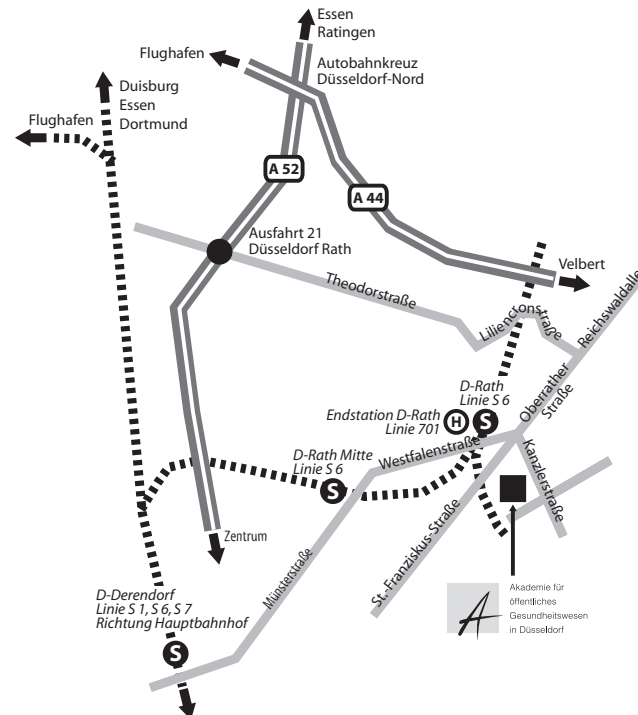 Essen
Ratingen
Flughafen
Autobahnkreuz
Düsseldorf-Nord
Duisburg
Essen
Dortmund
Flughafen
A 52
A 44
Ausfahrt 21
Düsseldorf Rath
Velbert
Theodorstraße
Reichswaldalle
Oberrather
Straße
D-Rath
Linie S 6
Endstation D-Rath
Linie 701
H
S
D-Rath Mitte
Linie S 6
S
Westfalenstraße
Kanzlerstraße
St.-Franziskus-Straße
Münsterstraße
Zentrum
D-Derendorf
Linie S 1, S 6, S 7
Richtung Hauptbahnhof
S
A
Akademie für
öffentliches
Gesundheitswesen
in Düsseldorf